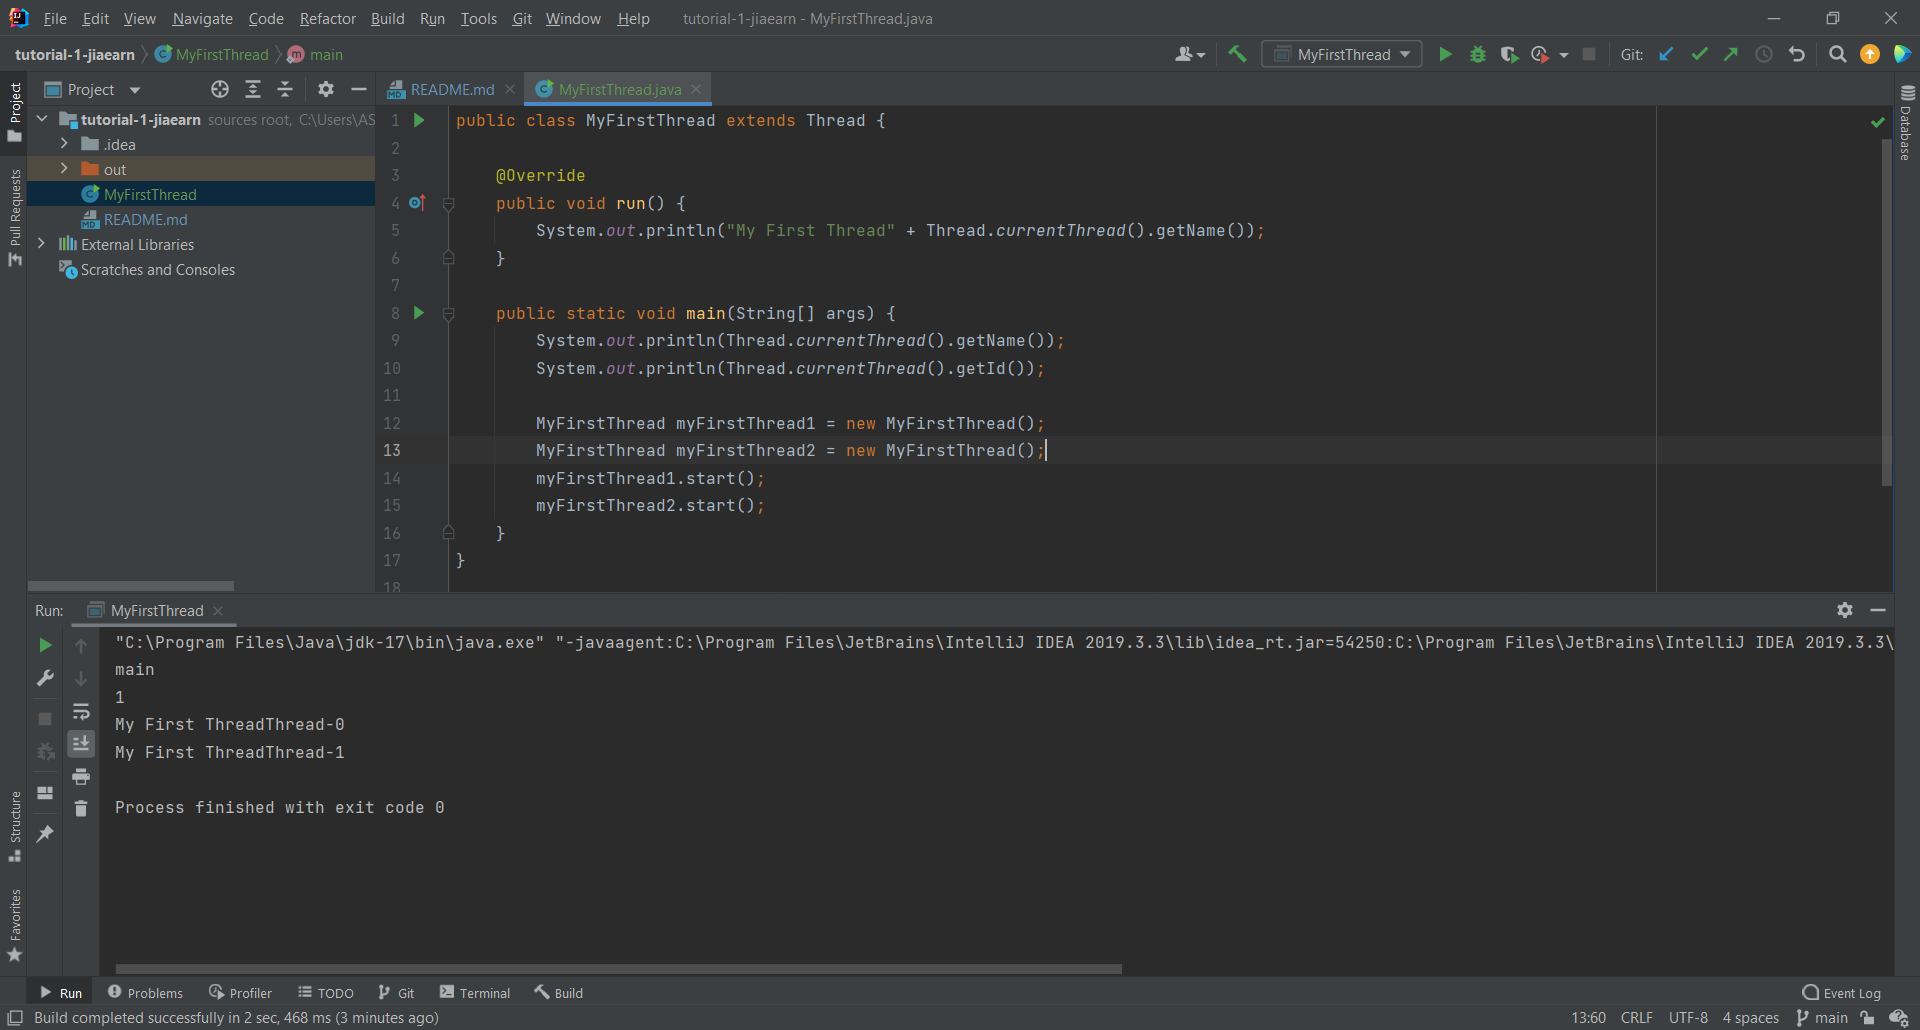 File Edit View Navigate Code Refactor Build Run Tools Git Window Help tutorial-1-jiaearn - MyFirstThread.java
tutorial-1-jiaearn MyFirstThread m main
MyFirstThread Git:
Project
README.md MyFirstThread.java
Project
Pull Requests
Structure
Favorites
Database
tutorial-1-jiaearn sources root, C:\Users\AS
.idea
out
MyFirstThread
MD README.md
External Libraries
Scratches and Consoles
1 public class MyFirstThread extends Thread {
2
3 @Override
4 public void run() {
5 System.out.println("My First Thread" + Thread.currentThread().getName());
6 }
7
8 public static void main(String[] args) {
9 System.out.println(Thread.currentThread().getName());
10 System.out.println(Thread.currentThread().getId());
11
12 MyFirstThread myFirstThread1 = new MyFirstThread();
13 MyFirstThread myFirstThread2 = new MyFirstThread();
14 myFirstThread1.start();
15 myFirstThread2.start();
16 }
17 }
18
Run: MyFirstThread
"C:\Program Files\Java\jdk-17\bin\java.exe" "-javaagent:C:\Program Files\JetBrains\IntelliJ IDEA 2019.3.3\lib\idea_rt.jar=54250:C:\Program Files\JetBrains\IntelliJ IDEA 2019.3.3\
main
1
My First ThreadThread-0
My First ThreadThread-1
Process finished with exit code 0
Run Problems Profiler TODO Git Terminal Build Event Log
Build completed successfully in 2 sec, 468 ms (3 minutes ago) 13:60 CRLF UTF-8 4 spaces main